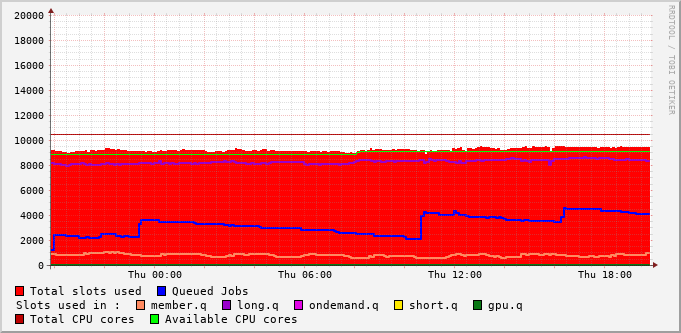 RRDTOOL / TOBI OETIKER
20000
18000
16000
14000
12000
10000
8000
6000
4000
2000
0
Thu 00:00 Thu 06:00 Thu 12:00 Thu 18:00
Total slots used Queued Jobs
Slots used in : member.q long.q ondemand.q short.q gpu.q
Total CPU cores Available CPU cores